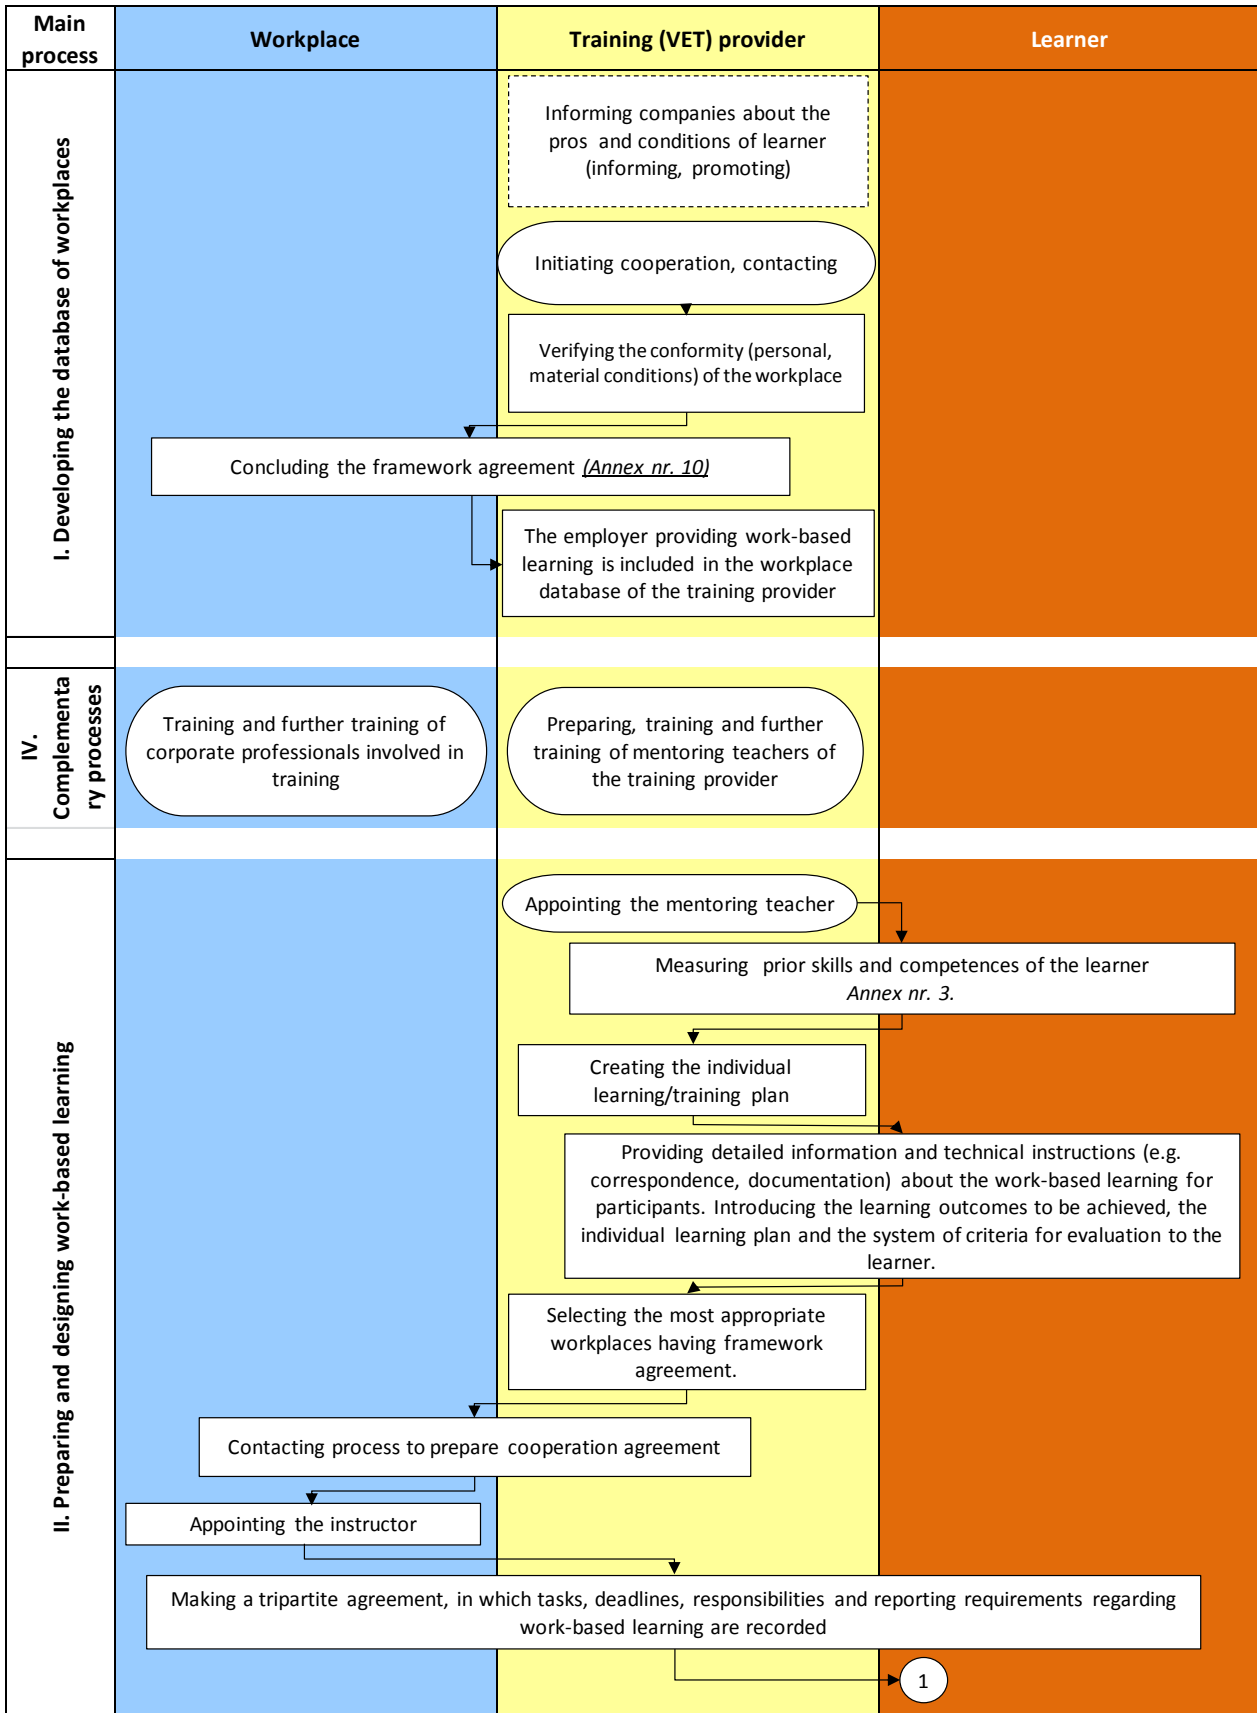 Main
process
Workplace
Training (VET) provider
Learner
I. Developing the database of workplaces
Informing companies about the
pros and conditions of learner
(informing, promoting)
Initiating cooperation, contacting
Verifying the conformity (personal,
material conditions) of the workplace
Concluding the framework agreement (Annex nr. 10)
The employer providing work-based
learning is included in the workplace
database of the training provider
IV.
Complementa
ry processes
Training and further training of
corporate professionals involved in
training
Preparing, training and further
training of mentoring teachers of
the training provider
II. Preparing and designing work-based learning
Appointing the mentoring teacher
Measuring prior skills and competences of the learner
Annex nr. 3.
Creating the individual
learning/training plan
Providing detailed information and technical instructions (e.g.
correspondence, documentation) about the work-based learning for
participants. Introducing the learning outcomes to be achieved, the
individual learning plan and the system of criteria for evaluation to the
learner.
Selecting the most appropriate
workplaces having framework
agreement.
Contacting process to prepare cooperation agreement
Appointing the instructor
Making a tripartite agreement, in which tasks, deadlines, responsibilities and reporting requirements regarding
work-based learning are recorded
1